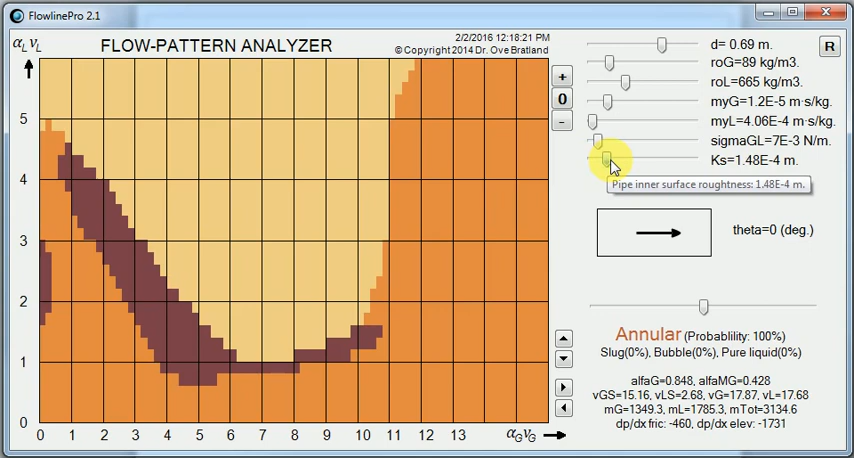 FlowlinePro 2.1
αL vL
FLOW-PATTERN ANALYZER
2/2/2016 12:18:21 PM
© Copyright 2014 Dr. Ove Bratland
5
4
3
2
1
0
0 1 2 3 4 5 6 7 8 9 10 11 12 13
αG vG
+
0
-
R
d= 0.69 m.
roG=89 kg/m3.
roL=665 kg/m3.
myG=1.2E-5 m·s/kg.
myL=4.06E-4 m·s/kg.
sigmaGL=7E-3 N/m.
Ks=1.48E-4 m.
Pipe inner surface roughness: 1.48E-4 m.
theta=0 (deg.)
Annular (Probablility: 100%)
Slug(0%), Bubble(0%), Pure liquid(0%)
alfaG=0.848, alfaMG=0.428
vGS=15.16, vLS=2.68, vG=17.87, vL=17.68
mG=1349.3, mL=1785.3, mTot=3134.6
dp/dx fric: -460, dp/dx elev: -1731